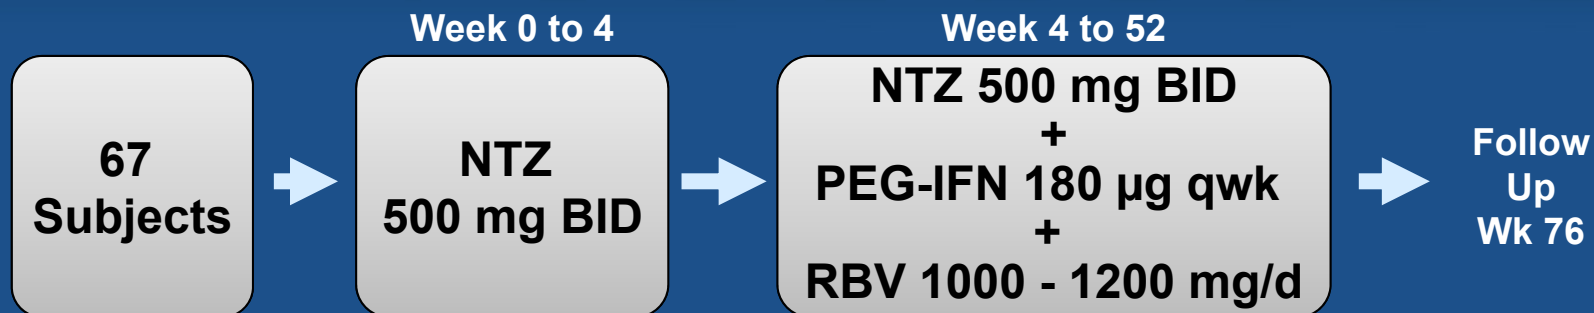 Week 0 to 4
Week 4 to 52
67
Subjects
NTZ
500 mg BID
NTZ 500 mg BID
+
PEG-IFN 180 µg qwk
+
RBV 1000 - 1200 mg/d
Follow
Up
Wk 76